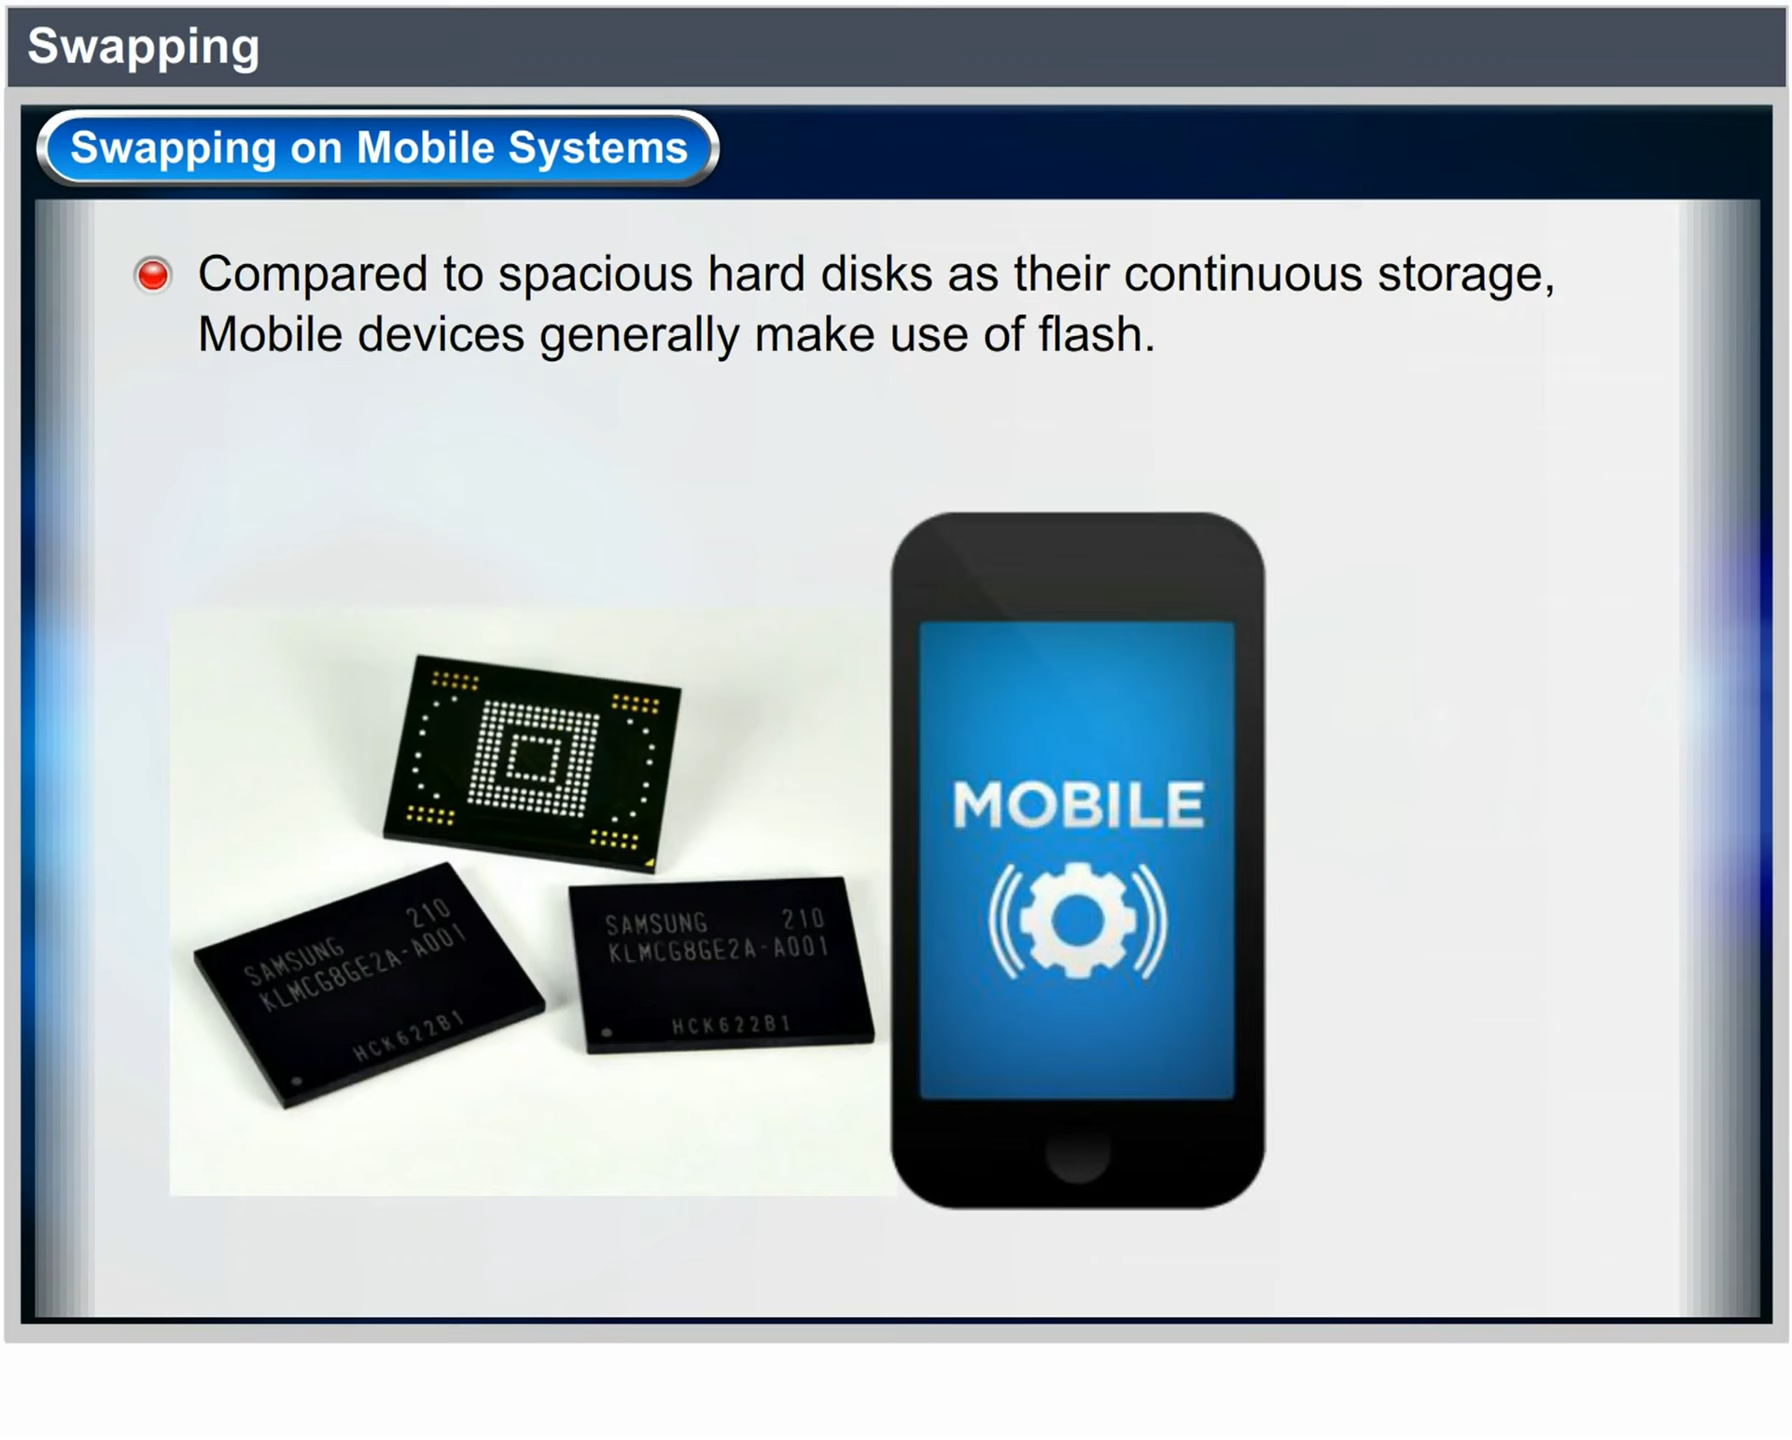 Swapping
Swapping on Mobile Systems
Compared to spacious hard disks as their continuous storage,
Mobile devices generally make use of flash.
MOBILE
SAMSUNG 210
KLMCG8GE2A-A001
HCK622B1
SAMSUNG 210
KLMCG8GE2A-A001
HCK622B1